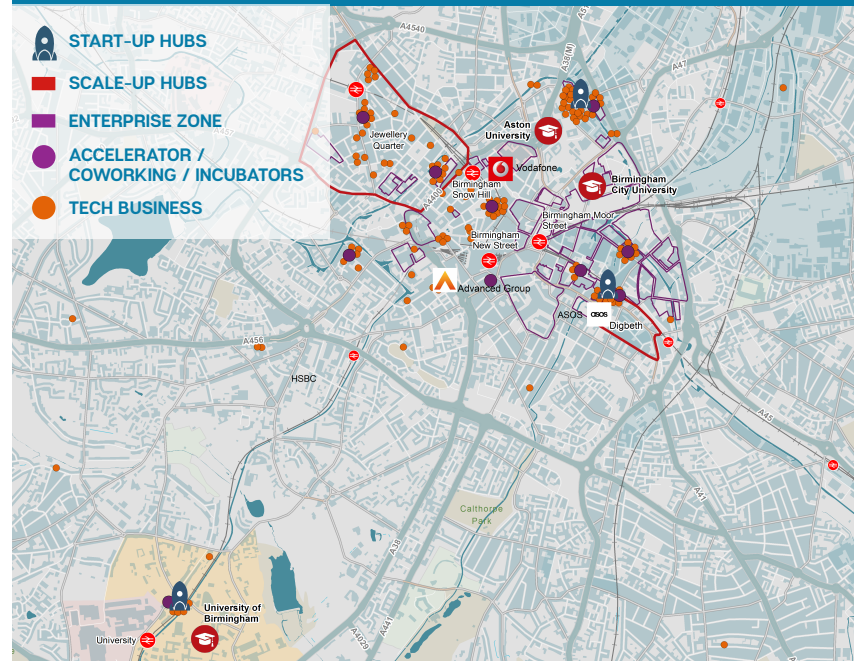 START-UP HUBS
SCALE-UP HUBS
ENTERPRISE ZONE
ACCELERATOR /
COWORKING / INCUBATORS
TECH BUSINESS
A4540
A38(M)
A47
Jewellery
Quarter
Aston
University
Vodafone
Birmingham
Snow Hill
Birmingham
City University
A4400
Birmingham Moor
Street
Birmingham
New Street
Advanced Group
ASOS
asos
Digbeth
A456
HSBC
A45
A41
Calthorpe
Park
A38
University of
Birmingham
University
A4029
A441